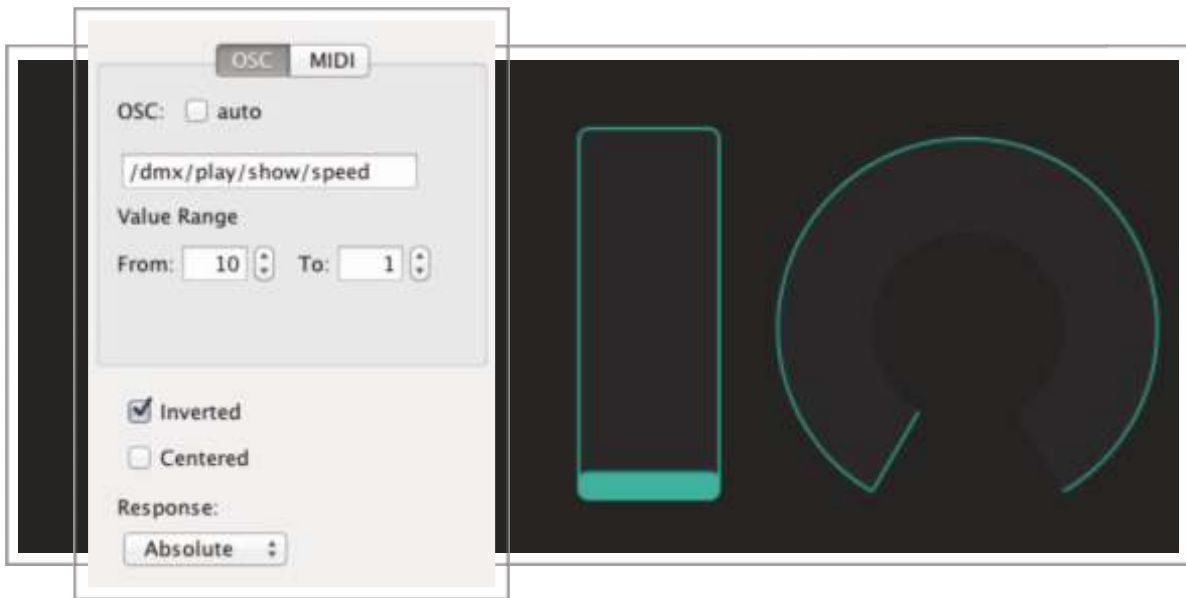 OSC MIDI
OSC: auto
/dmx/play/show/speed
Value Range
From: 10 To: 1
Inverted
Centered
Response:
Absolute